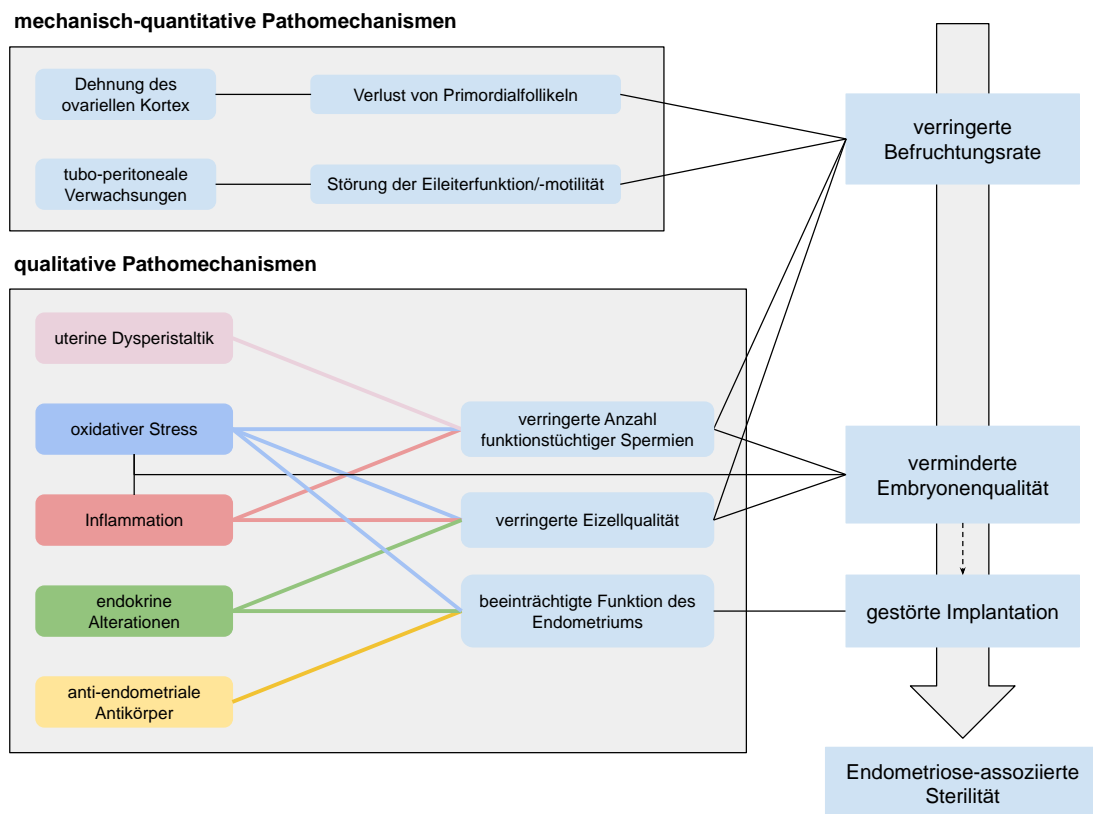 mechanisch-quantitative Pathomechanismen
Dehnung des
ovariellen Kortex
Verlust von Primordialfollikeln
tubo-peritoneale
Verwachsungen
Störung der Eileiterfunktion/-motilität
verringerte
Befruchtungsrate
qualitative Pathomechanismen
uterine Dysperistaltik
oxidativer Stress
Inflammation
endokrine
Alterationen
anti-endometriale
Antikörper
verringerte Anzahl
funktionstüchtiger Spermien
verringerte Eizellqualität
beeinträchtigte Funktion des
Endometriums
verminderte
Embryonenqualität
gestörte Implantation
Endometriose-assoziierte
Sterilität